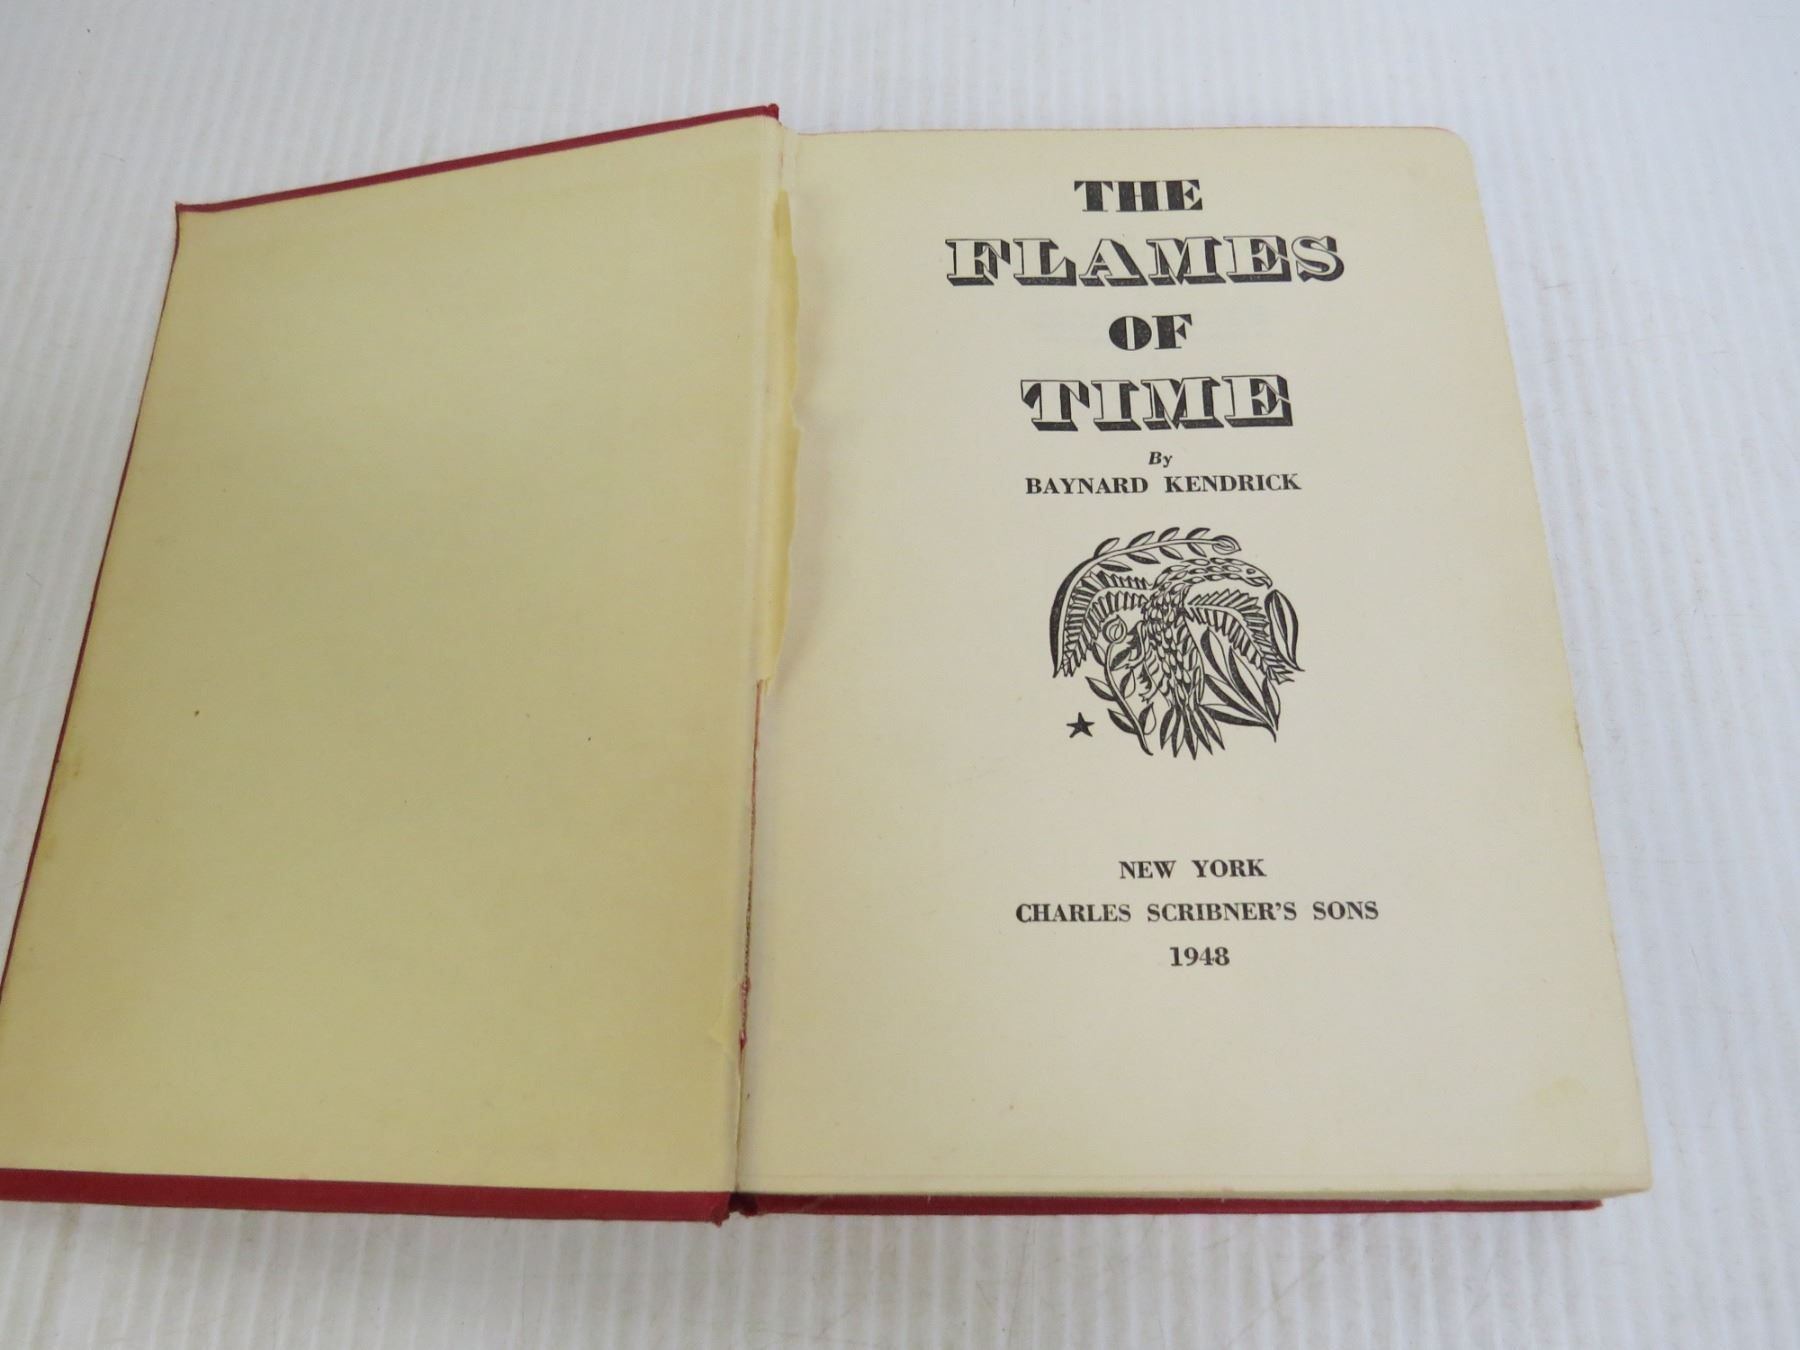 THE
FLAMES
OF
TIME
By
BAYNARD KENDRICK
NEW YORK
CHARLES SCRIBNER'S SONS
1948